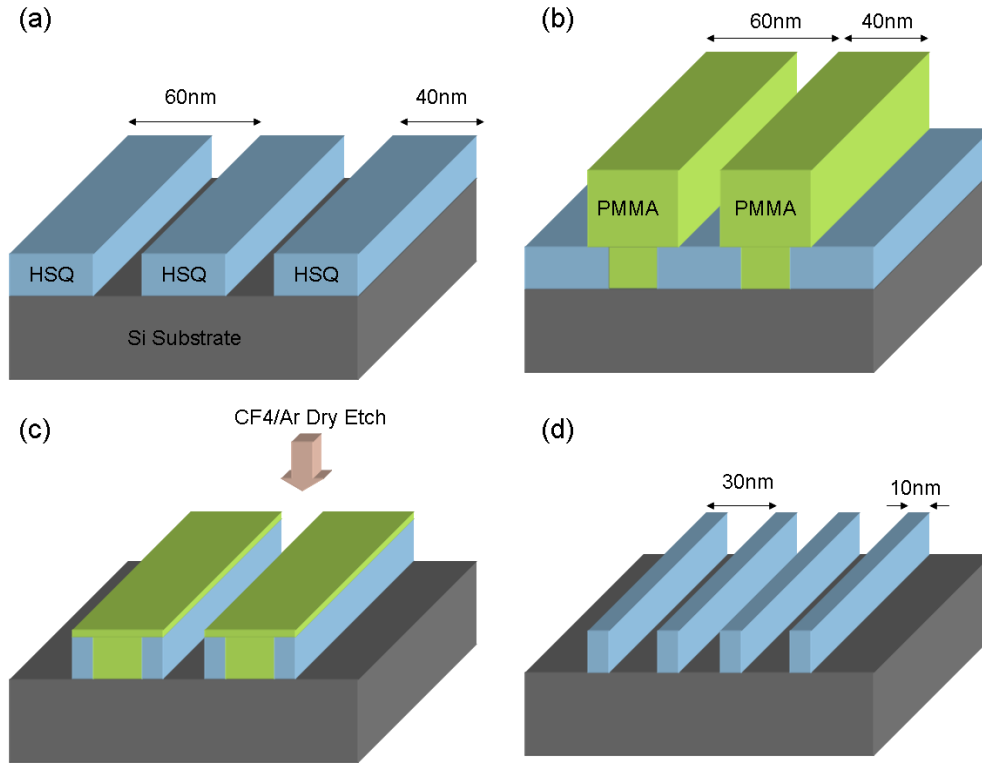 (a)
60nm
40nm
HSQ
HSQ
HSQ
Si Substrate
(b)
60nm
40nm
PMMA
PMMA
(c)
CF4/Ar Dry Etch
(d)
30nm
10nm